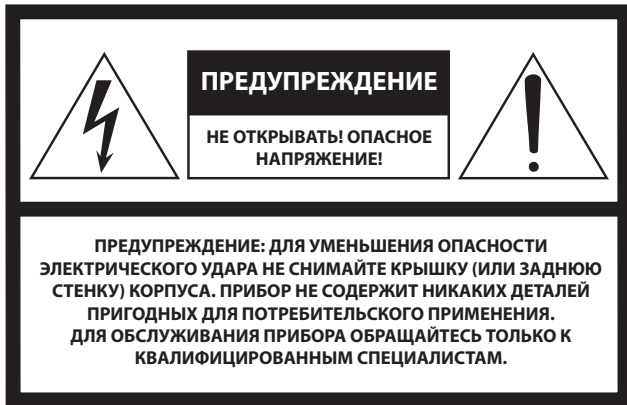 ПРЕДУПРЕЖДЕНИЕ
НЕ ОТКРЫВАТЬ! ОПАСНОЕ
НАПРЯЖЕНИЕ!
ПРЕДУПРЕЖДЕНИЕ: ДЛЯ УМЕНЬШЕНИЯ ОПАСНОСТИ
ЭЛЕКТРИЧЕСКОГО УДАРА НЕ СНИМАЙТЕ КРЫШКУ (ИЛИ ЗАДНЮЮ
СТЕНКУ) КОРПУСА. ПРИБОР НЕ СОДЕРЖИТ НИКАКИХ ДЕТАЛЕЙ
ПРИГОДНЫХ ДЛЯ ПОТРЕБИТЕЛЬСКОГО ПРИМЕНЕНИЯ.
ДЛЯ ОБСЛУЖИВАНИЯ ПРИБОРА ОБРАЩАЙТЕСЬ ТОЛЬКО К
КВАЛИФИЦИРОВАННЫМ СПЕЦИАЛИСТАМ.